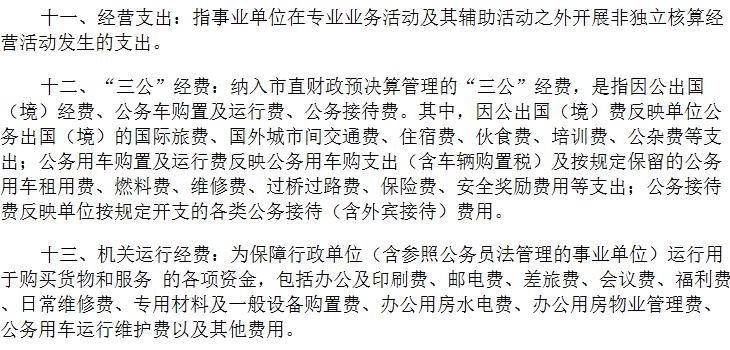 十一、经营支出：指事业单位在专业业务活动及其辅助活动之外开展非独立核算经
营活动发生的支出。
十二、“三公”经费：纳入市直财政预决算管理的“三公”经费，是指因公出国
（境）经费、公务车购置及运行费、公务接待费。其中，因公出国（境）费反映单位公
务出国（境）的国际旅费、国外城市间交通费、住宿费、伙食费、培训费、公杂费等支
出；公务用车购置及运行费反映公务用车购支出（含车辆购置税）及按规定保留的公务
用车租用费、燃料费、维修费、过桥过路费、保险费、安全奖励费用等支出；公务接待
费反映单位按规定开支的各类公务接待（含外宾接待）费用。
十三、机关运行经费：为保障行政单位（含参照公务员法管理的事业单位）运行用
于购买货物和服务 的各项资金，包括办公及印刷费、邮电费、差旅费、会议费、福利费
、日常维修费、专用材料及一般设备购置费、办公用房水电费、办公用房物业管理费、
公务用车运行维护费以及其他费用。